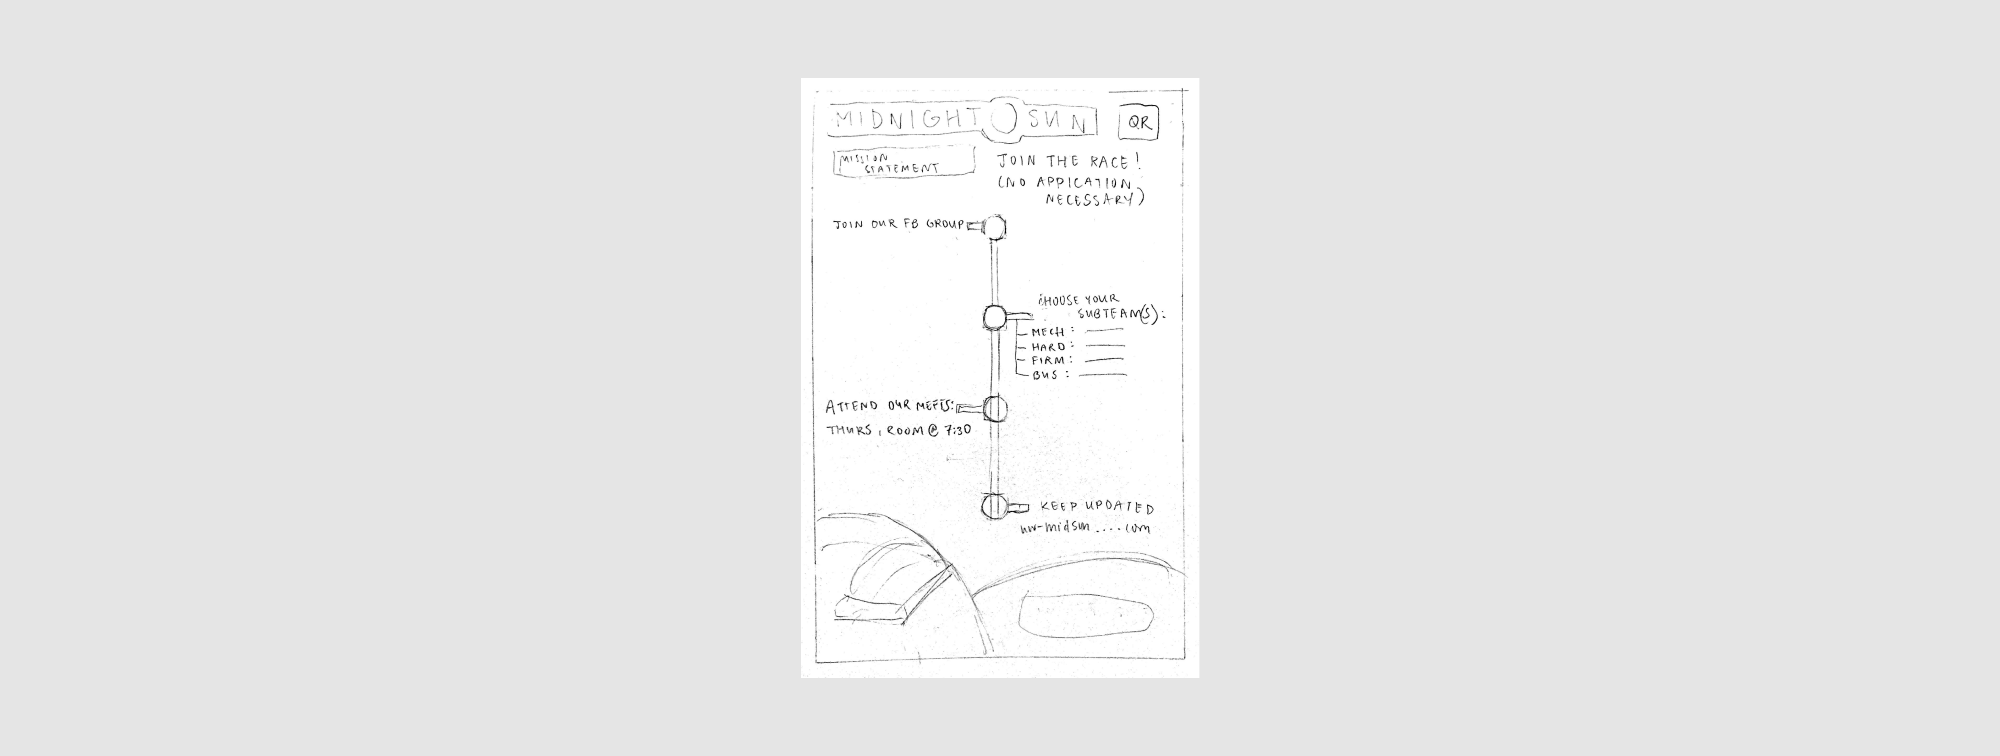 MIDNIGHT SUN
QR
MISSION
STATEMENT
JOIN THE RACE!
(NO APPICATION
NECESSARY)
JOIN OUR FB GROUP
CHOOSE YOUR
SUBTEAM(S):
MECH:
HARD:
FIRM:
BUS:
ATTEND OUR MEETS:
THURS, ROOM @ 7:30
KEEP UPDATED
uw-midsun....com